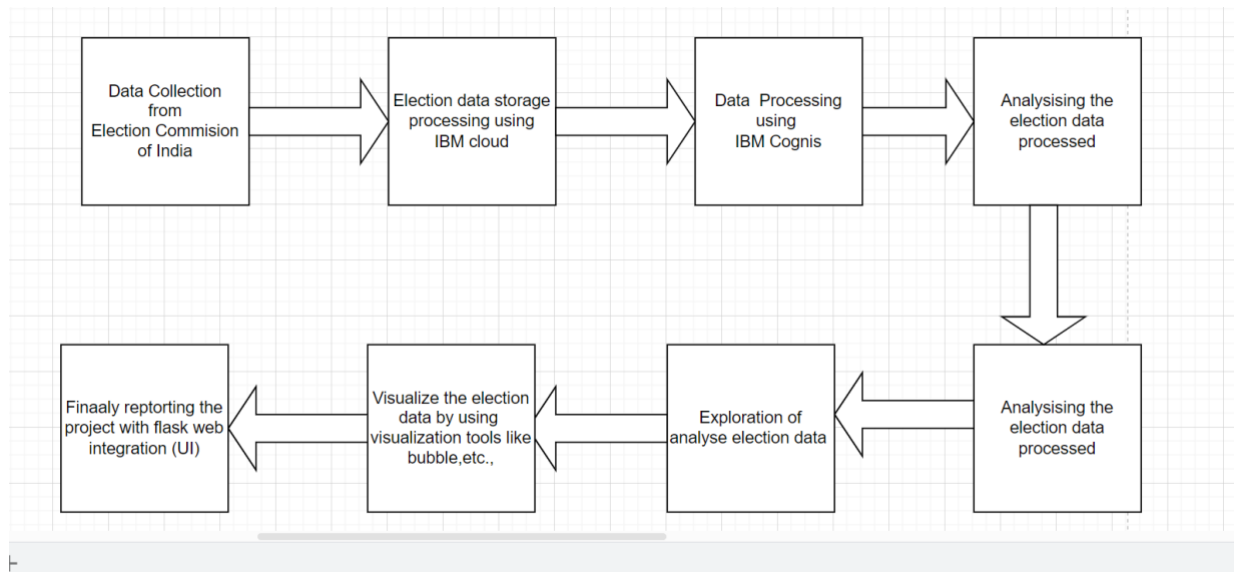 Data Collection
from
Election Commision
of India
Election data storage
processing using
IBM cloud
Data Processing
using
IBM Cognis
Analysising the
election data
processed
Analysising the
election data
processed
Exploration of
analyse election data
Visualize the election
data by using
visualization tools like
bubble,etc.,
Finaaly reptorting the
project with flask web
integration (UI)